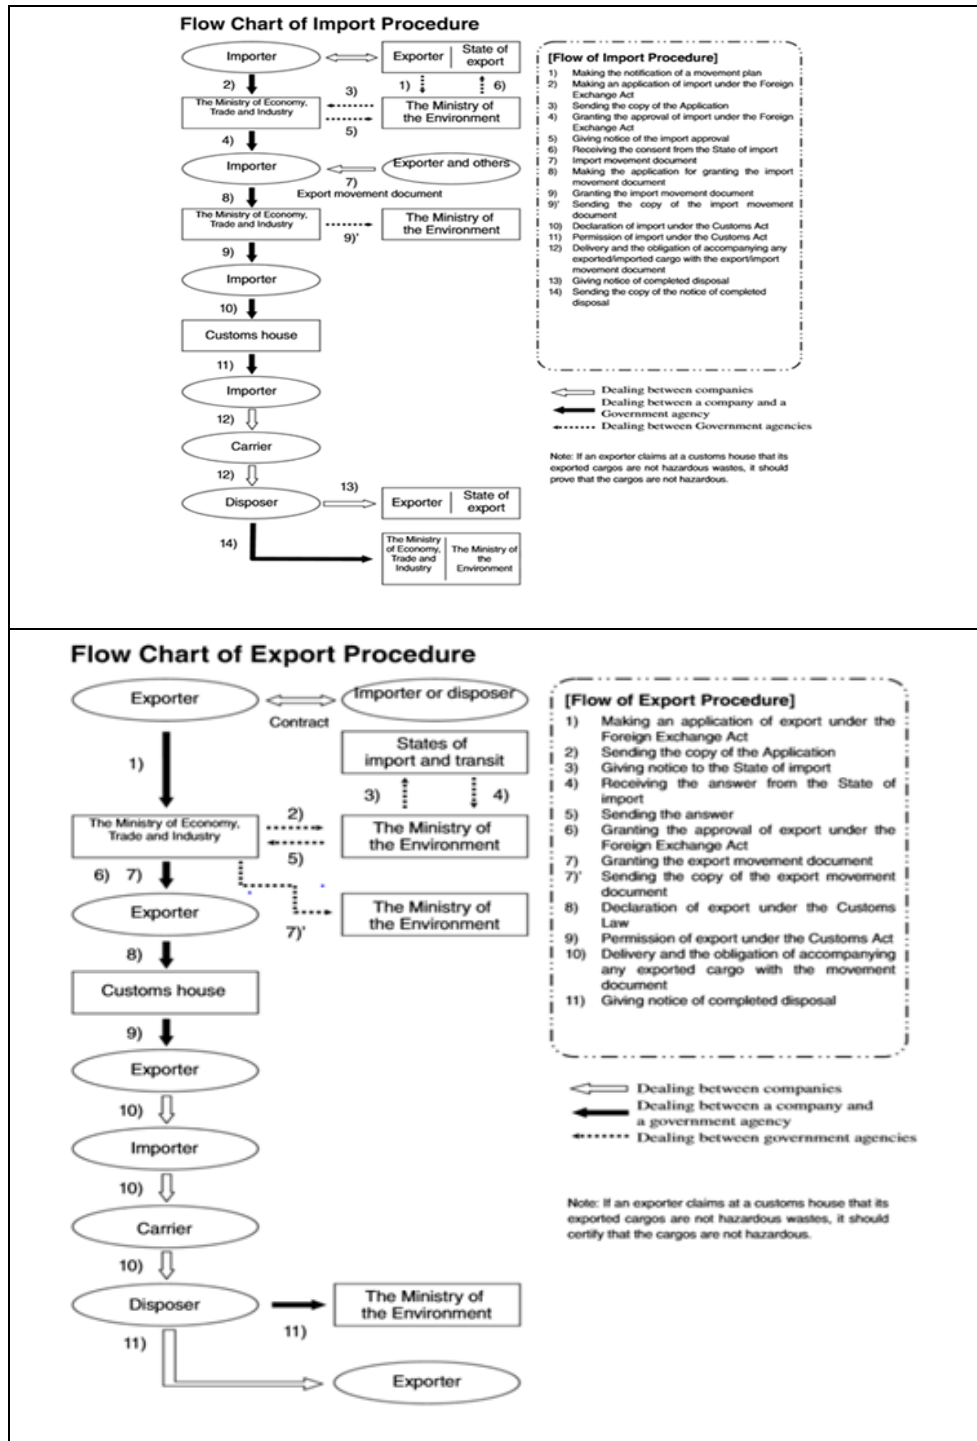 Flow Chart of Import Procedure
Importer
Exporter
State of
export
2)
3)
1)
6)
The Ministry of Economy,
Trade and Industry
The Ministry of
the Environment
5)
4)
Importer
Exporter and others
7)
Export movement document
8)
The Ministry of Economy,
Trade and Industry
The Ministry of
the Environment
9)'
9)
Importer
10)
Customs house
11)
Importer
12)
Carrier
12)
13)
Disposer
Exporter
State of
export
14)
The Ministry
of Economy,
Trade and
Industry
The Ministry of
the
Environment
[Flow of Import Procedure]
1) Making the notification of a movement plan
2) Making an application of import under the Foreign
Exchange Act
3) Sending the copy of the Application
4) Granting the approval of import under the Foreign
Exchange Act
5) Giving notice of the import approval
6) Receiving the consent from the State of import
7) Import movement document
8) Making the application for granting the import
movement document
9) Granting the import movement document
9)' Sending the copy of the import movement
document
10) Declaration of import under the Customs Act
11) Permission of import under the Customs Act
12) Delivery and the obligation of accompanying any
exported/imported cargo with the export/import
movement document
13) Giving notice of completed disposal
14) Sending the copy of the notice of completed
disposal
Dealing between companies
Dealing between a company and a
Government agency
Dealing between Government agencies
Note: If an exporter claims at a customs house that its
exported cargos are not hazardous wastes, it should
prove that the cargos are not hazardous.
Flow Chart of Export Procedure
Exporter
Importer or disposer
Contract
1)
States of
import and transit
3)
4)
2)
The Ministry of Economy,
Trade and Industry
The Ministry of
the Environment
5)
6) 7)
Exporter
The Ministry of
the Environment
7)'
8)
Customs house
9)
Exporter
10)
Importer
10)
Carrier
10)
Disposer
The Ministry of
the Environment
11)
11)
Exporter
[Flow of Export Procedure]
1) Making an application of export under the
Foreign Exchange Act
2) Sending the copy of the Application
3) Giving notice to the State of import
4) Receiving the answer from the State of
import
5) Sending the answer
6) Granting the approval of export under the
Foreign Exchange Act
7) Granting the export movement document
7)' Sending the copy of the export movement
document
8) Declaration of export under the Customs
Law
9) Permission of export under the Customs Act
10) Delivery and the obligation of accompanying
any exported cargo with the movement
document
11) Giving notice of completed disposal
Dealing between companies
Dealing between a company and
a government agency
Dealing between government agencies
Note: If an exporter claims at a customs house that its
exported cargos are not hazardous wastes, it should
certify that the cargos are not hazardous.